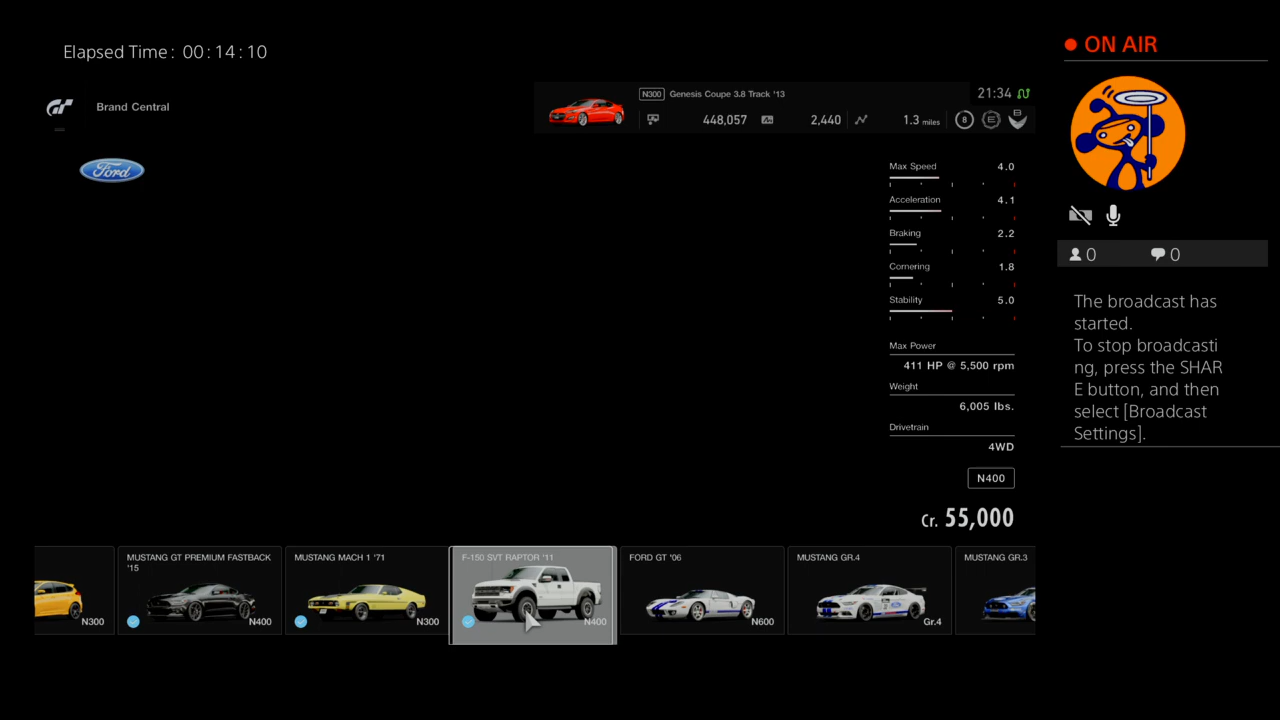 Elapsed Time: 00:14:10
ON AIR
Brand Central
N300 Genesis Coupe 3.8 Track '13
21:34
448,057
2,440
1.3 miles
8
E
B
Ford
Max Speed 4.0
Acceleration 4.1
Braking 2.2
Cornering 1.8
Stability 5.0
Max Power
411 HP @ 5,500 rpm
Weight
6,005 lbs.
Drivetrain
4WD
N400
Cr. 55,000
0
0
The broadcast has
started.
To stop broadcasti
ng, press the SHAR
E button, and then
select [Broadcast
Settings].
N300
MUSTANG GT PREMIUM FASTBACK
'15
N400
MUSTANG MACH 1 '71
N300
F-150 SVT RAPTOR '11
N400
FORD GT '06
N600
MUSTANG GR.4
Gr.4
MUSTANG GR.3